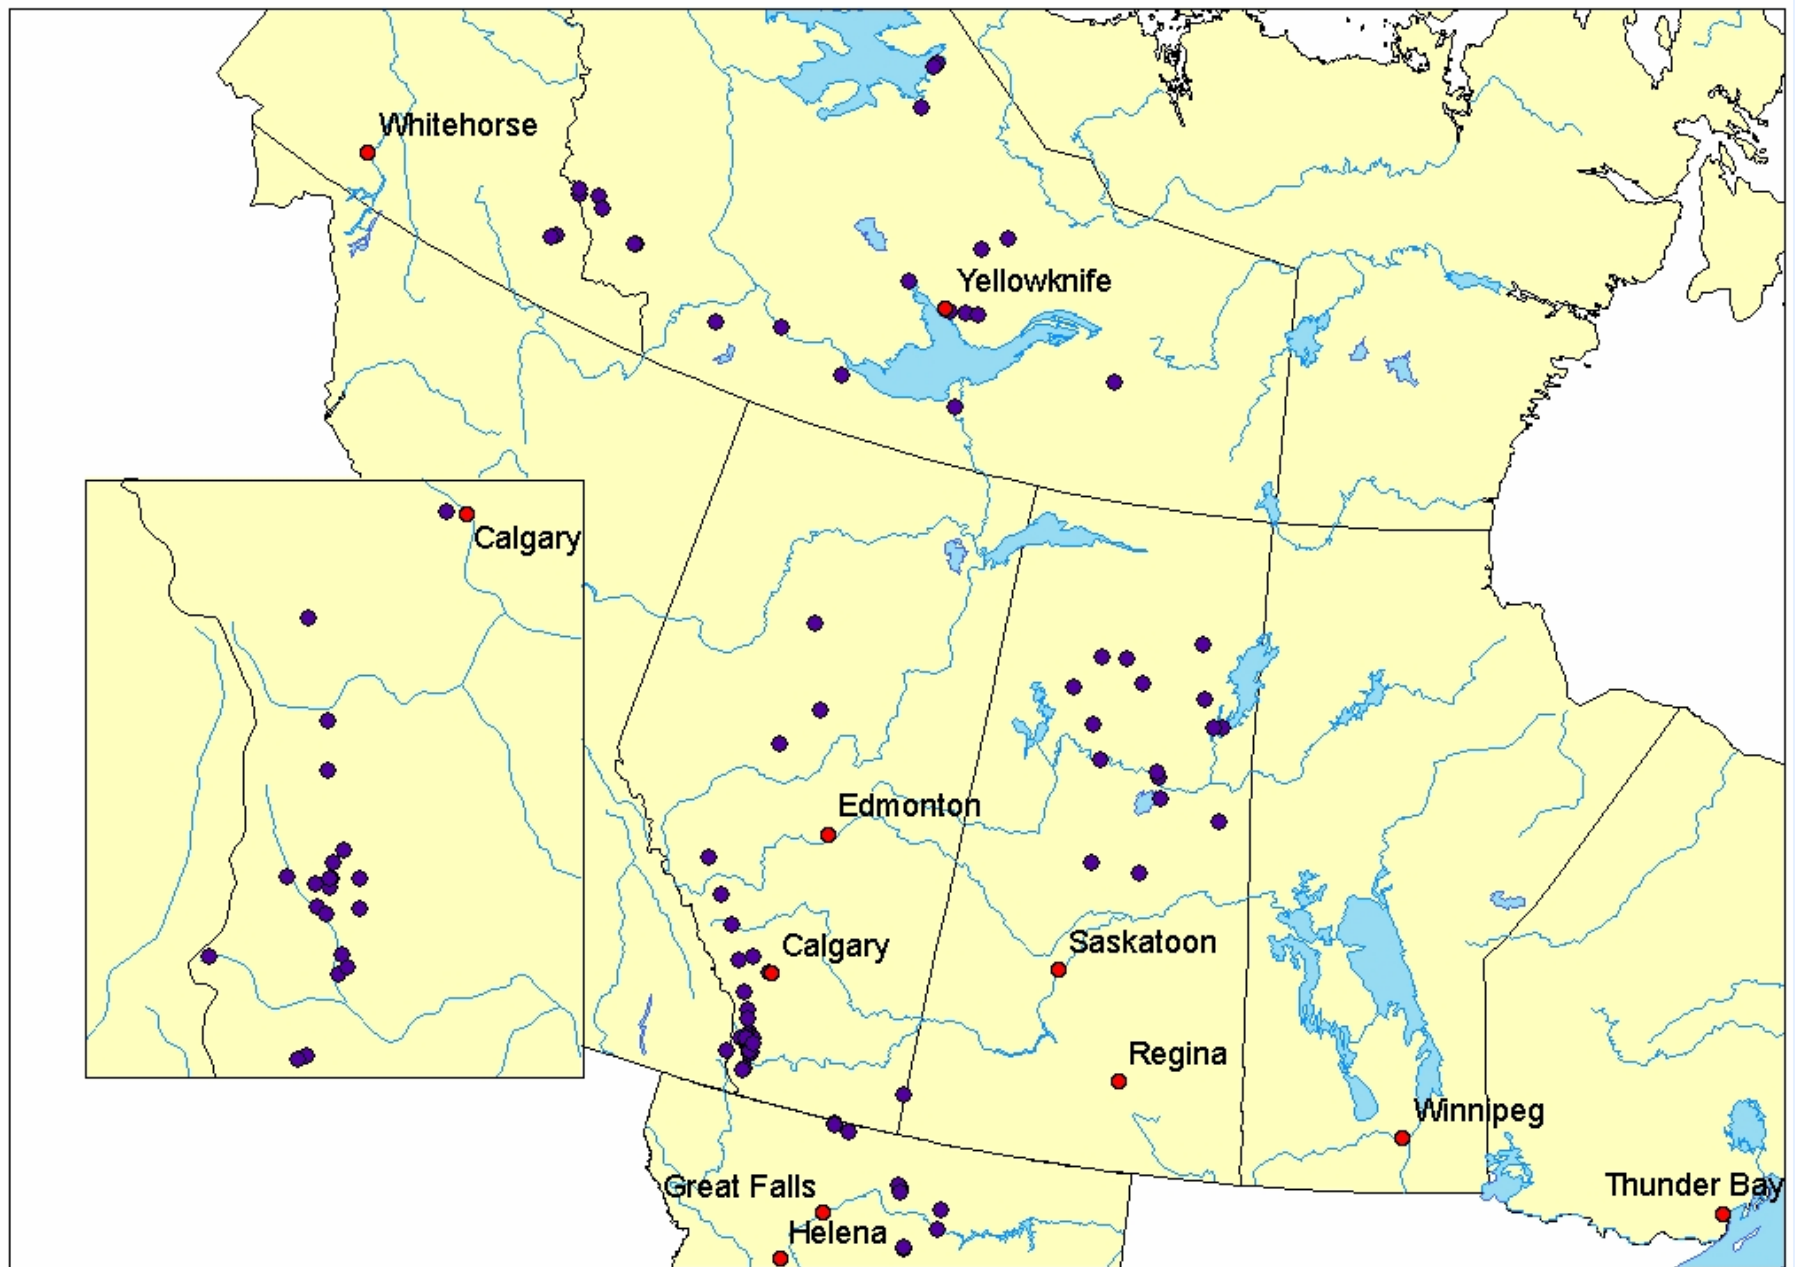 Whitehorse
Yellowknife
Calgary
Edmonton
Calgary
Saskatoon
Regina
Winnipeg
Great Falls
Thunder Bay
Helena